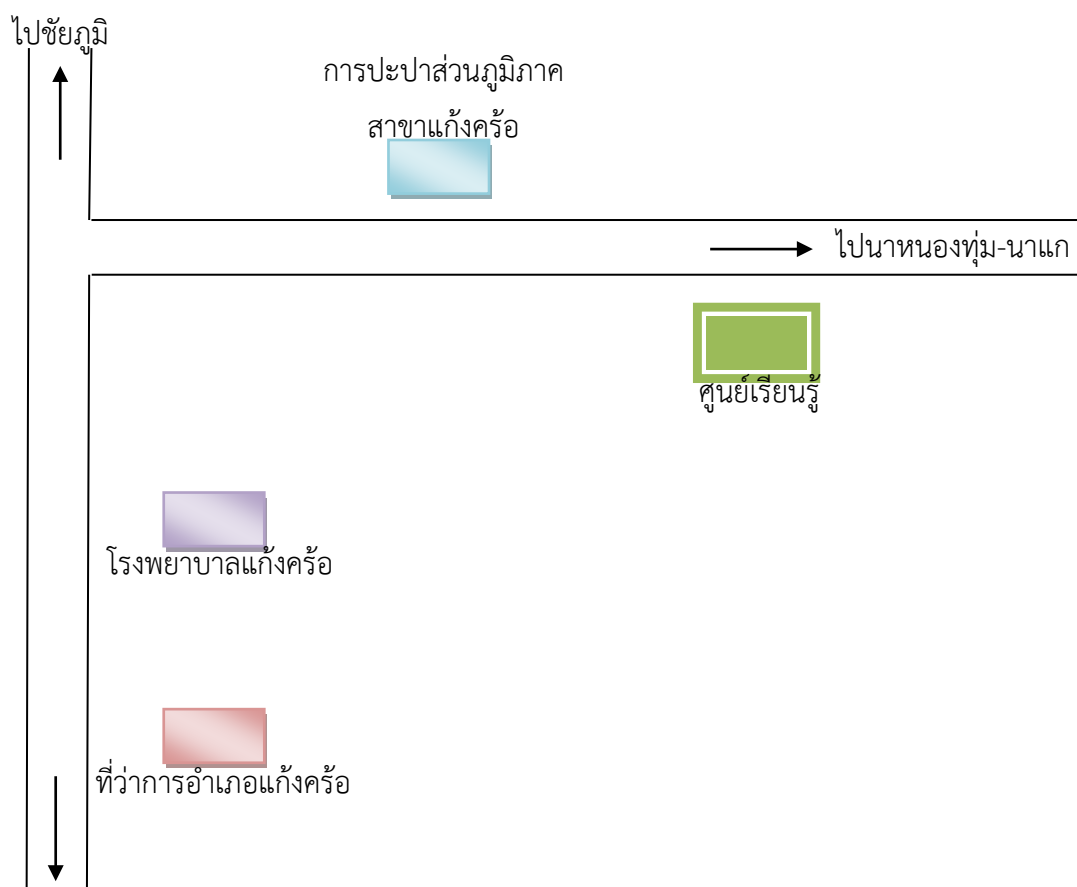 ไปชัยภูมิ
การประปาส่วนภูมิภาค
สาขาแก้งคร้อ
ไปนาหนองทุ่ม-นาแก
ศูนย์เรียนรู้
โรงพยาบาลแก้งคร้อ
ที่ว่าการอำเภอแก้งคร้อ